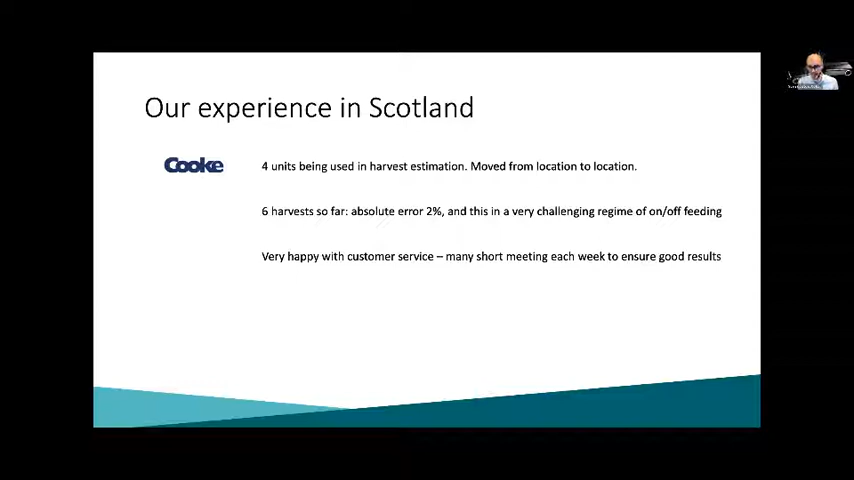 Our experience in Scotland
Cooke
4 units being used in harvest estimation. Moved from location to location.
6 harvests so far: absolute error 2%, and this in a very challenging regime of on/off feeding
Very happy with customer service – many short meeting each week to ensure good results